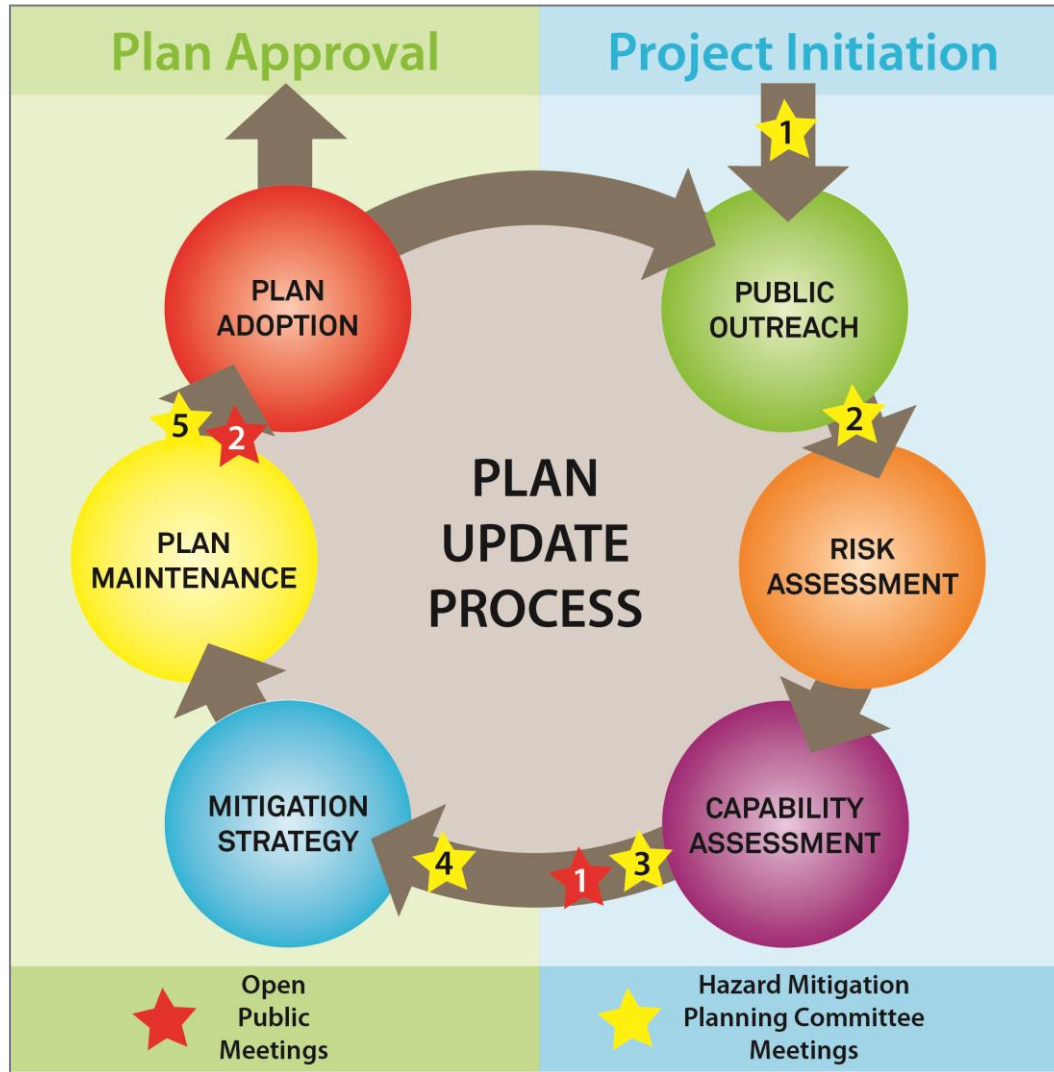 Plan Approval
Project Initiation
1
PLAN
ADOPTION
PUBLIC
OUTREACH
5
2
2
PLAN
UPDATE
PROCESS
PLAN
MAINTENANCE
RISK
ASSESSMENT
MITIGATION
STRATEGY
CAPABILITY
ASSESSMENT
4
1
3
Open
Public
Meetings
Hazard Mitigation
Planning Committee
Meetings